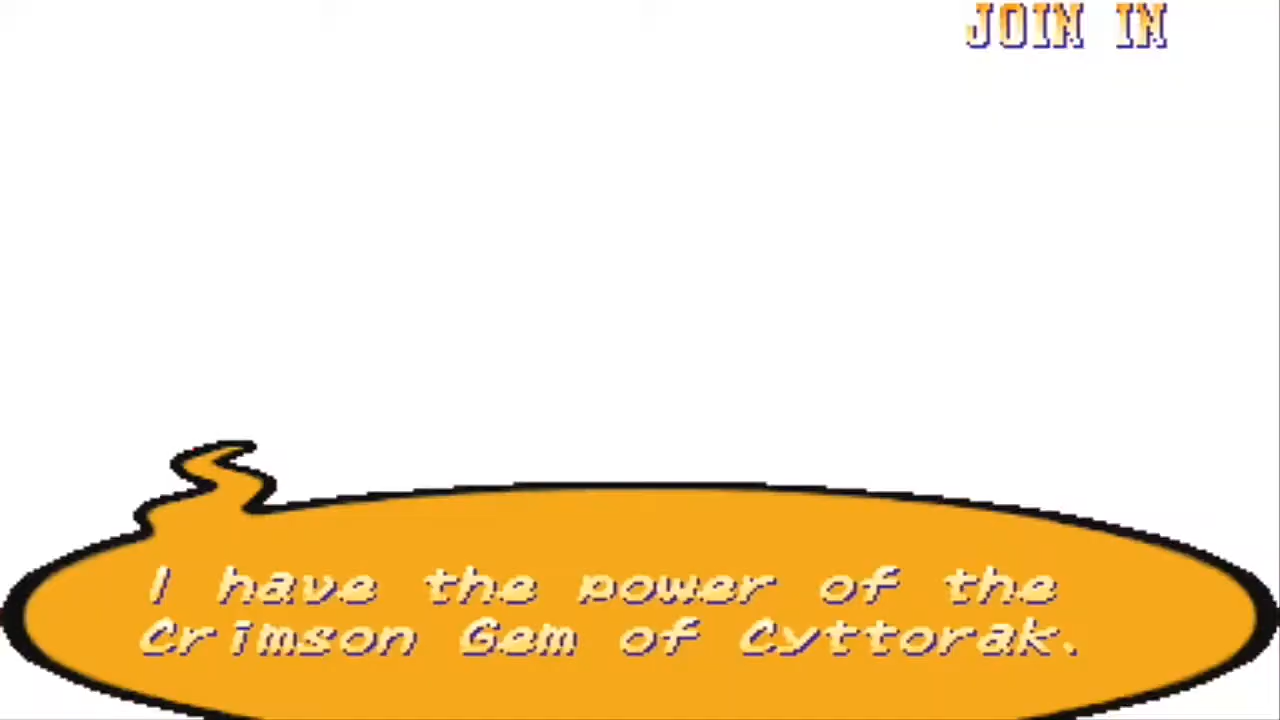 JOIN IN
I have the power of the
Crimson Gem of Cyttorak.